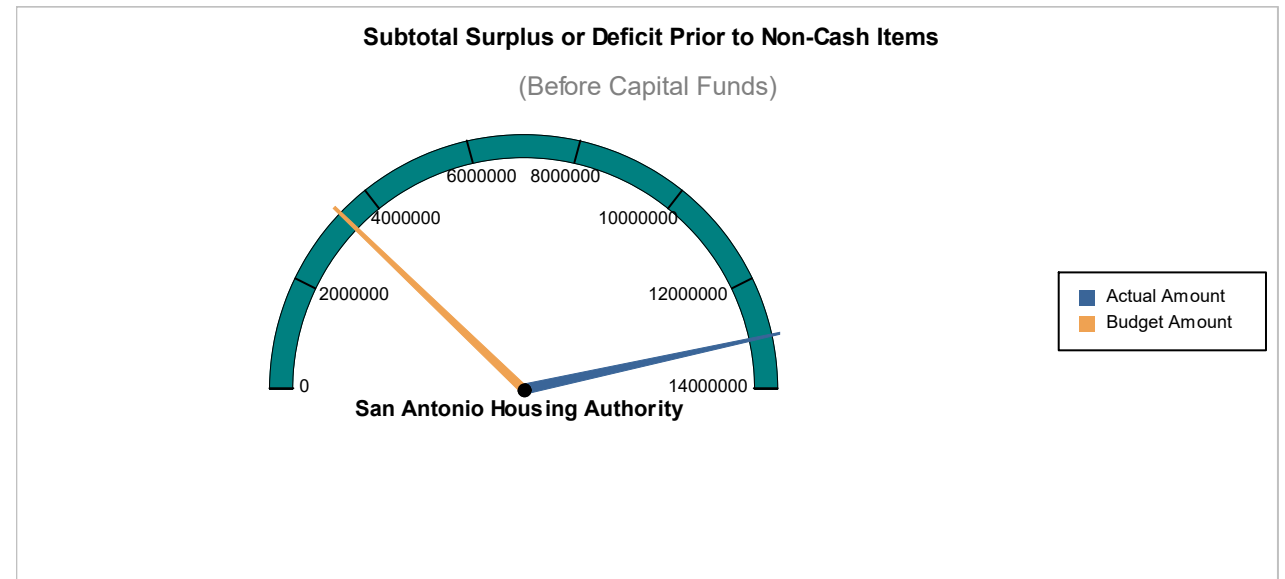 Subtotal Surplus or Deficit Prior to Non-Cash Items
(Before Capital Funds)
6000000 8000000
4000000 10000000
2000000 12000000
Actual Amount
Budget Amount
0 14000000
San Antonio Housing Authority